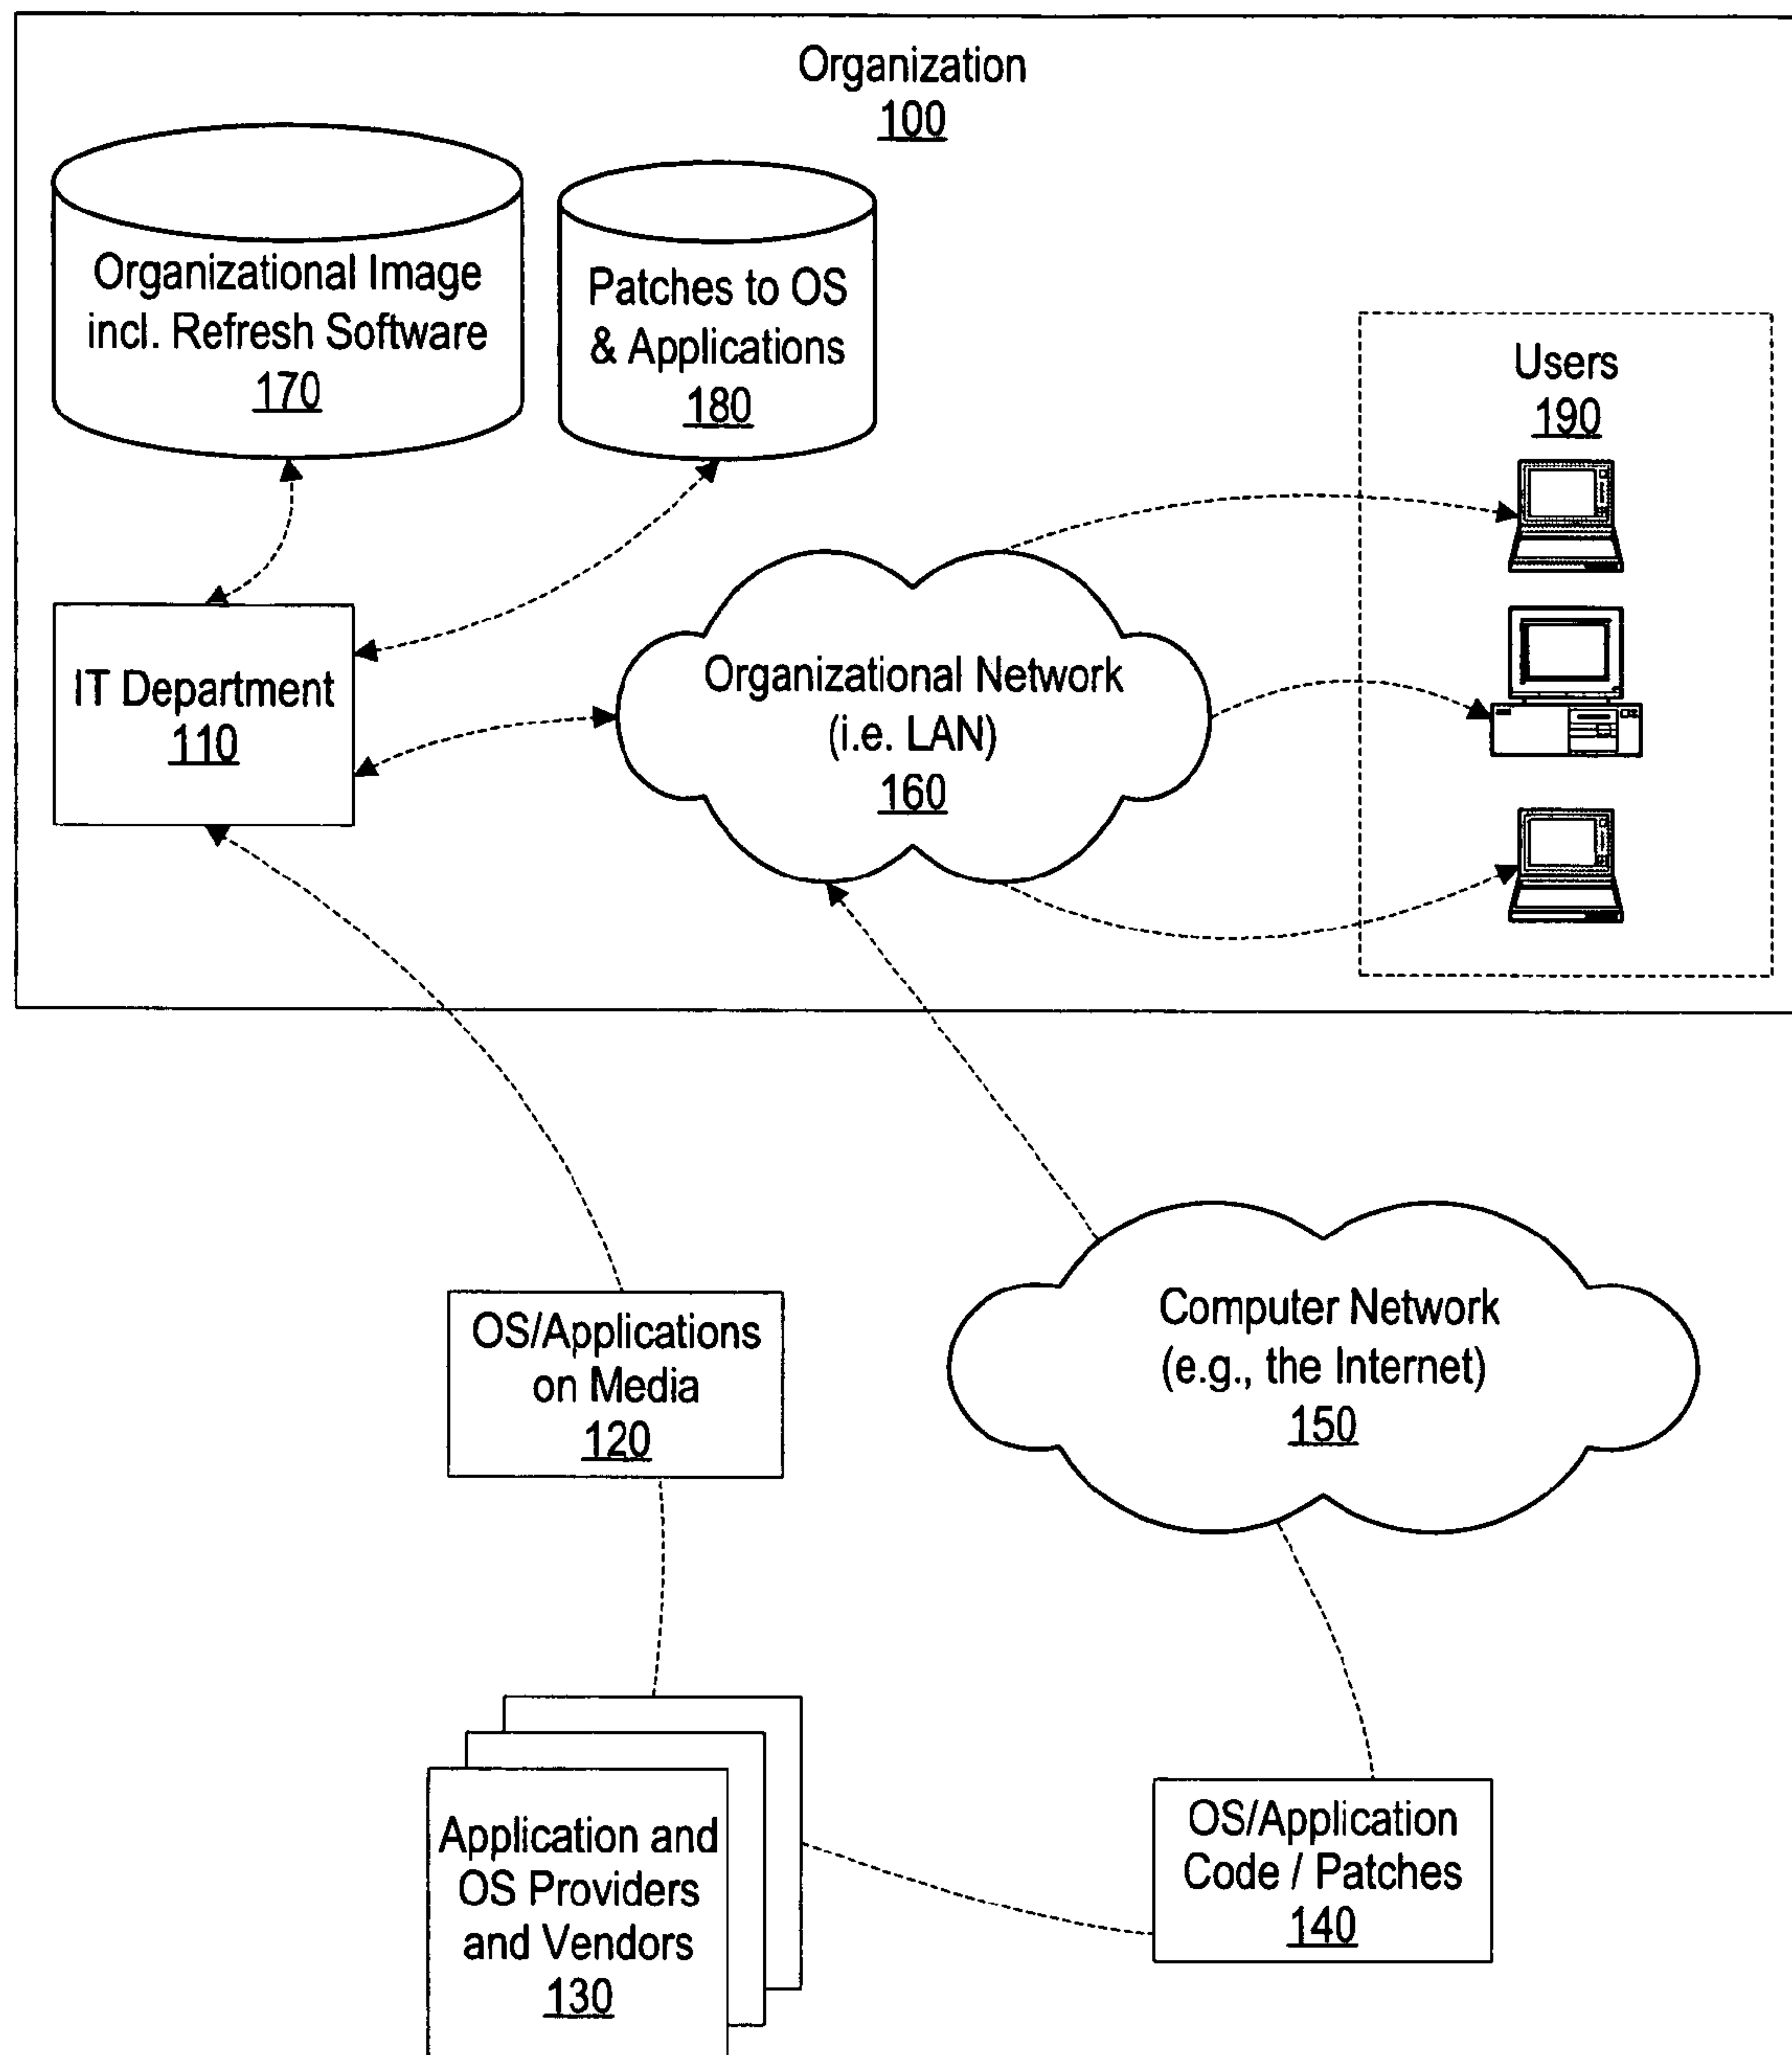 Organization
100
Organizational Image
incl. Refresh Software
170
Patches to OS
& Applications
180
Users
190
IT Department
110
Organizational Network
(i.e. LAN)
160
OS/Applications
on Media
120
Computer Network
(e.g., the Internet)
150
Application and
OS Providers
and Vendors
130
OS/Application
Code / Patches
140